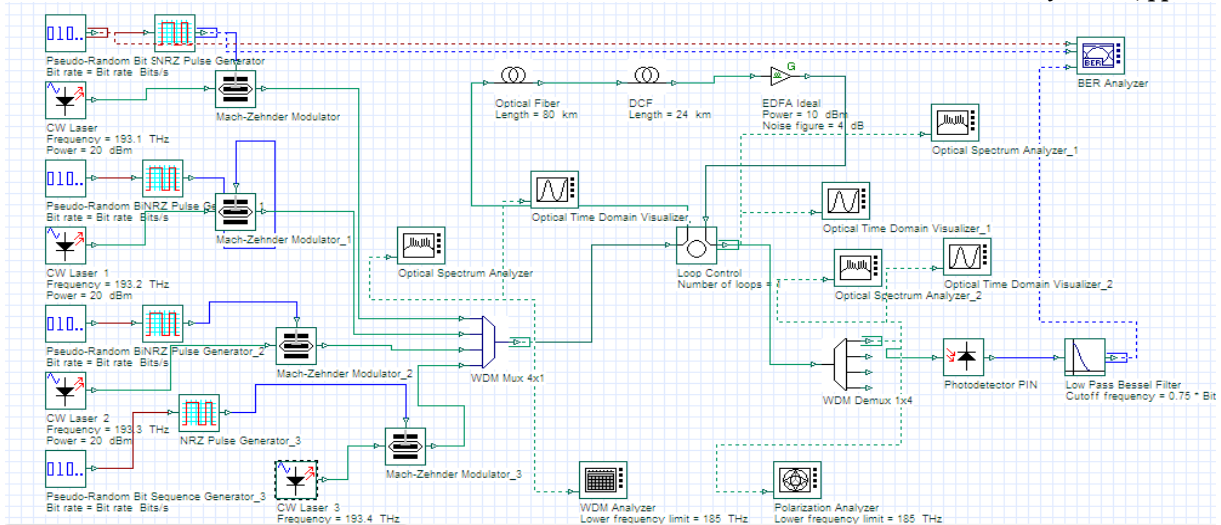 Pseudo-Random Bit SNRZ Pulse Generator
Bit rate = Bit rate Bits/s
Mach-Zehnder Modulator
CW Laser
Frequency = 193.1 THz
Power = 20 dBm
Pseudo-Random BiNRZ Pulse Ge 1
Bit rate = Bit rate Bits/s
Mach-Zehnder Modulator_1
CW Laser 1
Frequency = 193.2 THz
Power = 20 dBm
Pseudo-Random BiNRZ Pulse Generator_2
Bit rate = Bit rate Bits/s
Mach-Zehnder Modulator_2
CW Laser 2
Frequency = 193.3 THz
Power = 20 dBm
NRZ Pulse Generator_3
Pseudo-Random Bit Sequence Generator_3
Bit rate = Bit rate Bits/s
Mach-Zehnder Modulator_3
CW Laser 3
Frequency = 193.4 THz
WDM Mux 4x1
Optical Spectrum Analyzer
Optical Time Domain Visualizer
Optical Fiber
Length = 80 km
DCF
Length = 24 km
G
EDFA Ideal
Power = 10 dBm
Noise figure = 4 dB
Loop Control
Number of loops =
Optical Spectrum Analyzer_1
Optical Time Domain Visualizer_1
Optical Spectrum Analyzer_2
Optical Time Domain Visualizer_2
BER
BER Analyzer
WDM Demux 1x4
Photodetector PIN
Low Pass Bessel Filter
Cutoff frequency = 0.75 * Bit
WDM Analyzer
Lower frequency limit = 185 THz
Polarization Analyzer
Lower frequency limit = 185 THz